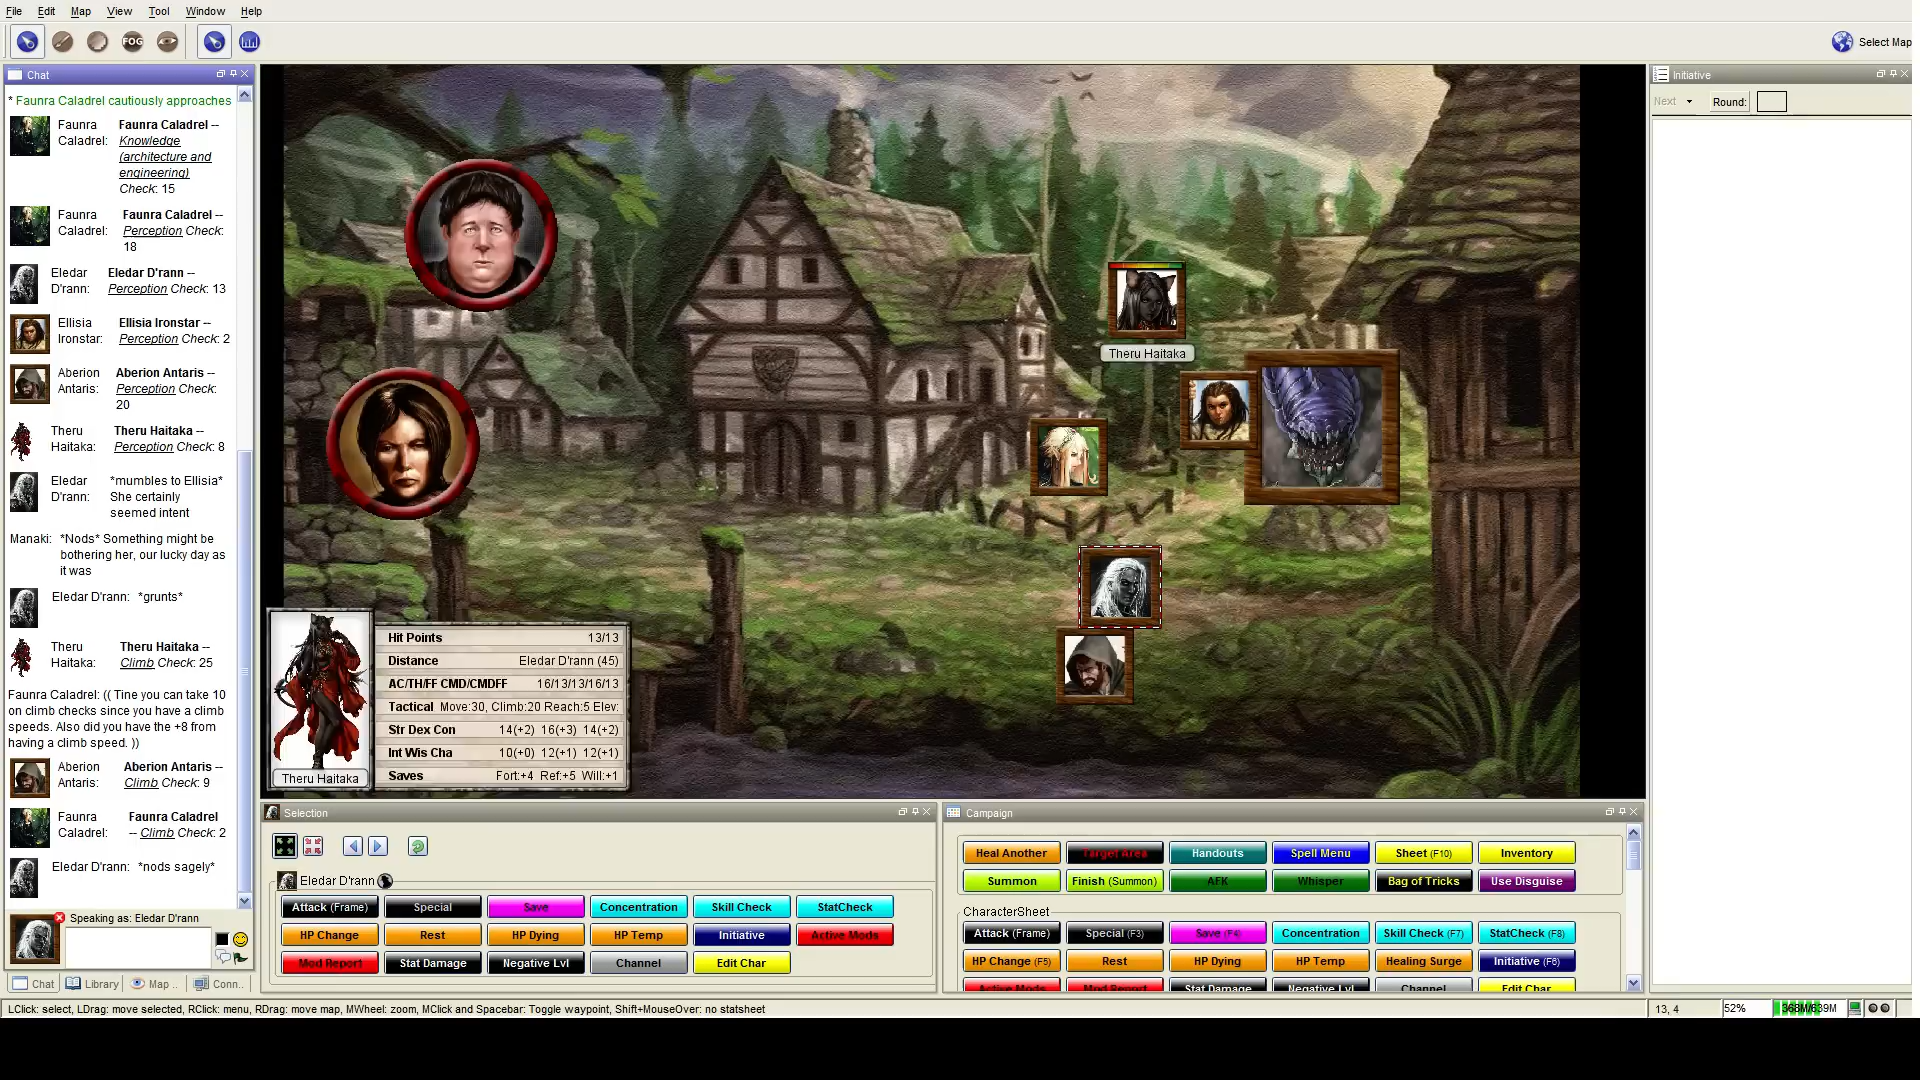 File Edit Map View Tool Window Help
FOG
Select Map
Chat
* Faunra Caladrel cautiously approaches
Faunra Caladrel: Faunra Caladrel --
Knowledge
(architecture and
engineering)
Check: 15
Faunra Caladrel: Faunra Caladrel --
Perception Check:
18
Eledar D'rann: Eledar D'rann --
Perception Check: 13
Ellisia Ironstar: Ellisia Ironstar --
Perception Check: 2
Aberion Antaris: Aberion Antaris --
Perception Check:
20
Theru Haitaka: Theru Haitaka --
Perception Check: 8
Eledar D'rann: *mumbles to Ellisia*
She certainly
seemed intent
Manaki: *Nods* Something might be
bothering her, our lucky day as
it was
Eledar D'rann: *grunts*
Theru Haitaka: Theru Haitaka --
Climb Check: 25
Faunra Caladrel: (( Tine you can take 10
on climb checks since you have a climb
speeds. Also did you have the +8 from
having a climb speed. ))
Aberion Antaris: Aberion Antaris --
Climb Check: 9
Faunra Caladrel: Faunra Caladrel
-- Climb Check: 2
Eledar D'rann: *nods sagely*
Speaking as: Eledar D'rann
Chat Library Map .. Conn..
Theru Haitaka
Hit Points 13/13
Distance Eledar D'rann (45)
AC/TH/FF CMD/CMDFF 16/13/13/16/13
Tactical Move:30, Climb:20 Reach:5 Elev:
Str Dex Con 14(+2) 16(+3) 14(+2)
Int Wis Cha 10(+0) 12(+1) 12(+1)
Saves Fort:+4 Ref:+5 Will:+1
Theru Haitaka
Selection
Eledar D'rann
Attack (Frame) Special Save Concentration Skill Check StatCheck
HP Change Rest HP Dying HP Temp Initiative Active Mods
Mod Report Stat Damage Negative Lvl Channel Edit Char
Campaign
Heal Another Target Area Handouts Spell Menu Sheet (F10) Inventory
Summon Finish (Summon) AFK Whisper Bag of Tricks Use Disguise
CharacterSheet
Attack (Frame) Special (F3) Save (F4) Concentration Skill Check (F7) StatCheck (F8)
HP Change (F5) Rest HP Dying HP Temp Healing Surge Initiative (F6)
Active Mods Mod Report Stat Damage Negative Lvl Channel Edit Char
Initiative
Next Round:
LClick: select, LDrag: move selected, RClick: menu, RDrag: move map, MWheel: zoom, MClick and Spacebar: Toggle waypoint, Shift+MouseOver: no statsheet
13, 4 52% 368M/639M